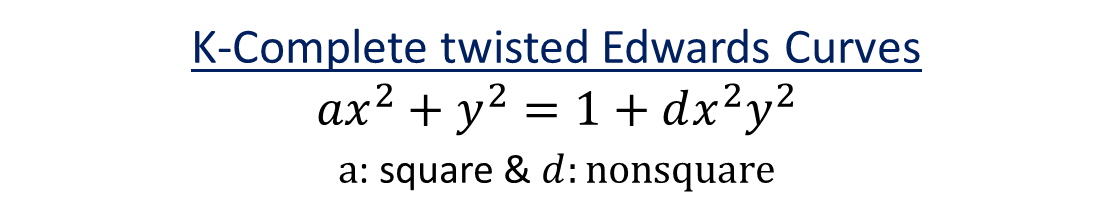 K-Complete twisted Edwards Curves
𝑎𝑥² + 𝑦² = 1 + 𝑑𝑥²𝑦²
a: square & 𝑑: nonsquare